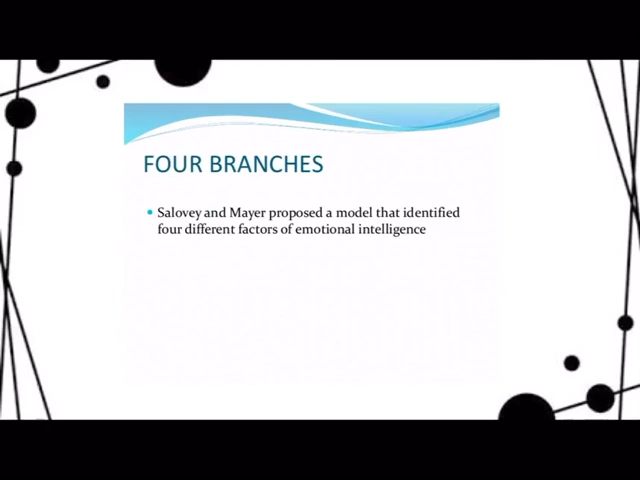 FOUR BRANCHES
• Salovey and Mayer proposed a model that identified
four different factors of emotional intelligence